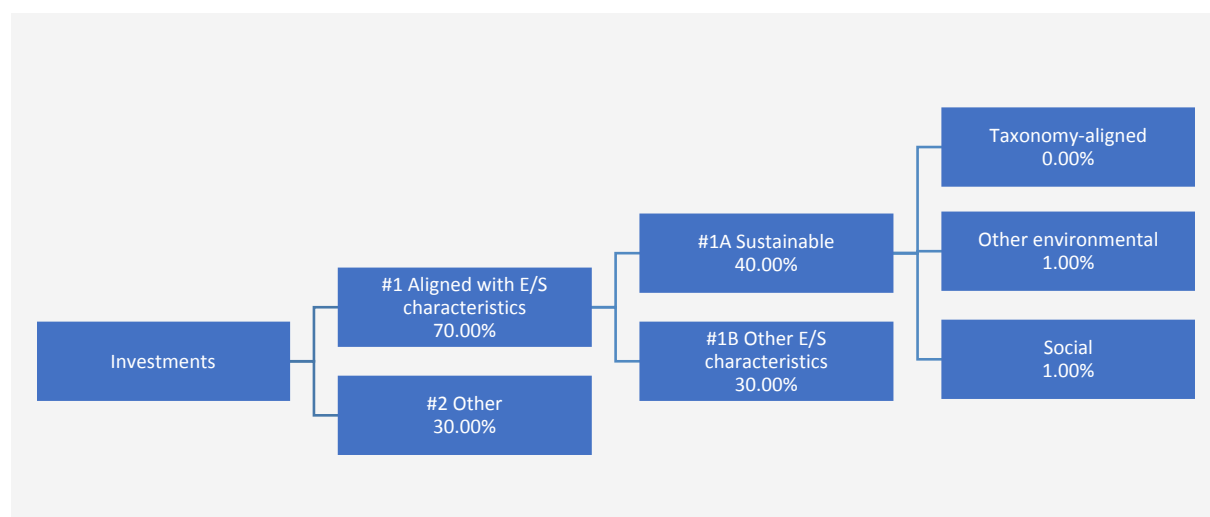 Investments
#1 Aligned with E/S
characteristics
70.00%
#2 Other
30.00%
#1A Sustainable
40.00%
#1B Other E/S
characteristics
30.00%
Taxonomy-aligned
0.00%
Other environmental
1.00%
Social
1.00%